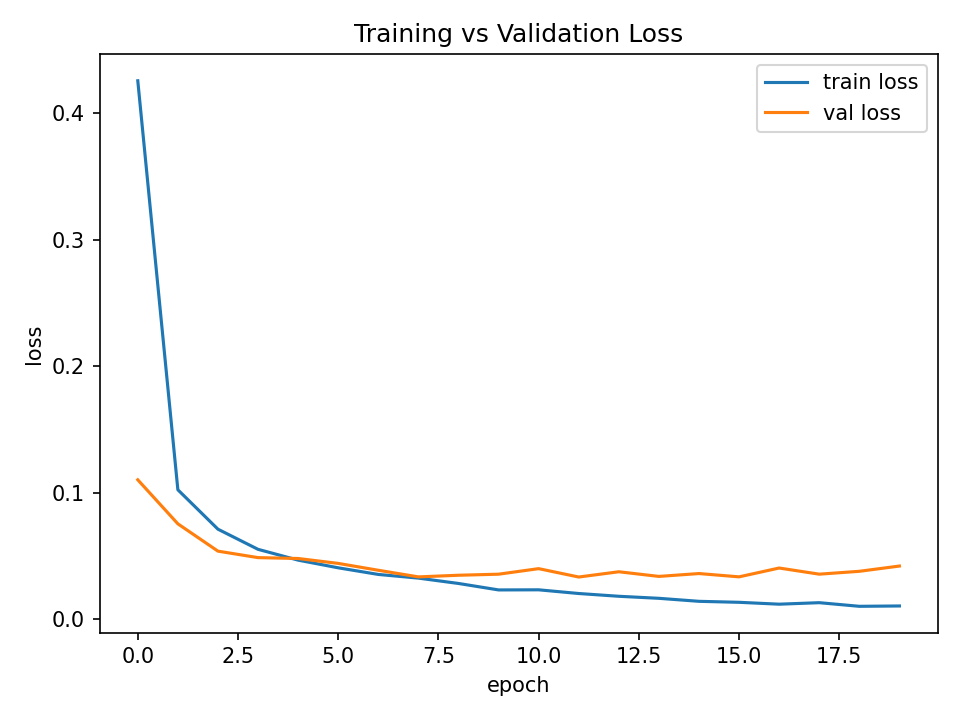 Training vs Validation Loss
train loss
val loss
loss
0.4
0.3
0.2
0.1
0.0
0.0 2.5 5.0 7.5 10.0 12.5 15.0 17.5
epoch